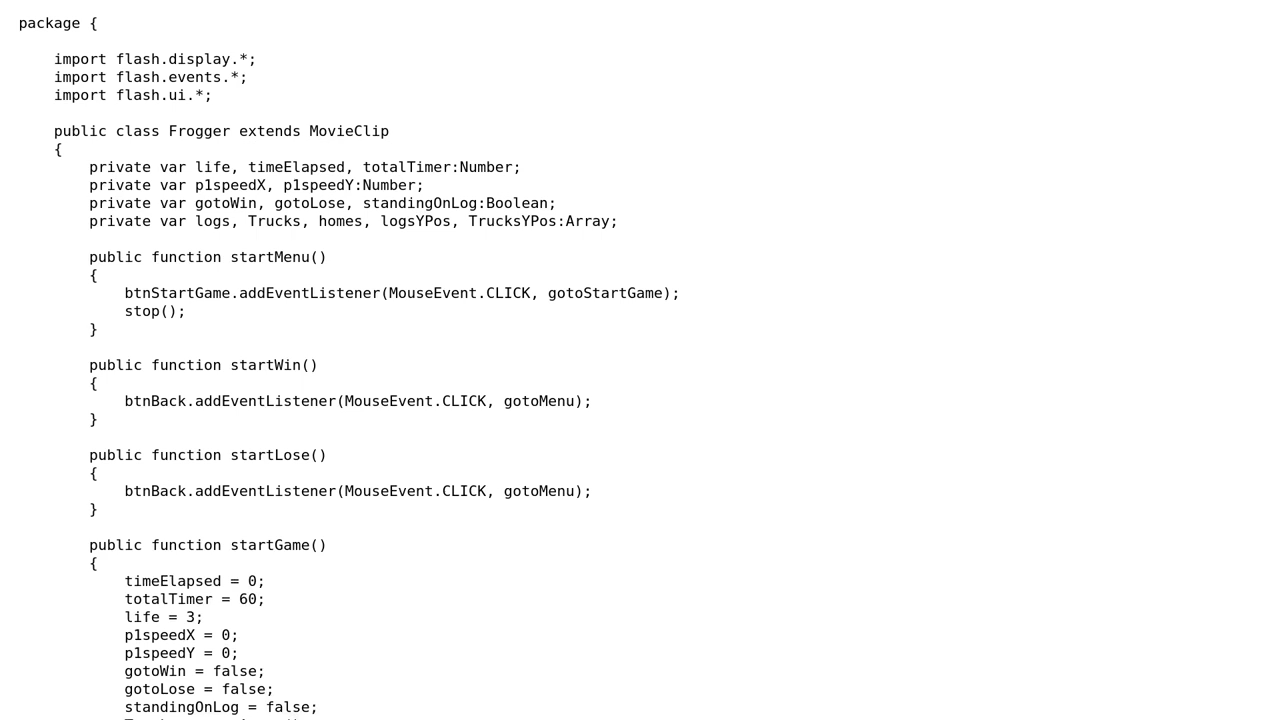 package {
import flash.display.*;
import flash.events.*;
import flash.ui.*;
public class Frogger extends MovieClip
{
private var life, timeElapsed, totalTimer:Number;
private var p1speedX, p1speedY:Number;
private var gotoWin, gotoLose, standingOnLog:Boolean;
private var logs, Trucks, homes, logsYPos, TrucksYPos:Array;
public function startMenu()
{
btnStartGame.addEventListener(MouseEvent.CLICK, gotoStartGame);
stop();
}
public function startWin()
{
btnBack.addEventListener(MouseEvent.CLICK, gotoMenu);
}
public function startLose()
{
btnBack.addEventListener(MouseEvent.CLICK, gotoMenu);
}
public function startGame()
{
timeElapsed = 0;
totalTimer = 60;
life = 3;
p1speedX = 0;
p1speedY = 0;
gotoWin = false;
gotoLose = false;
standingOnLog = false;